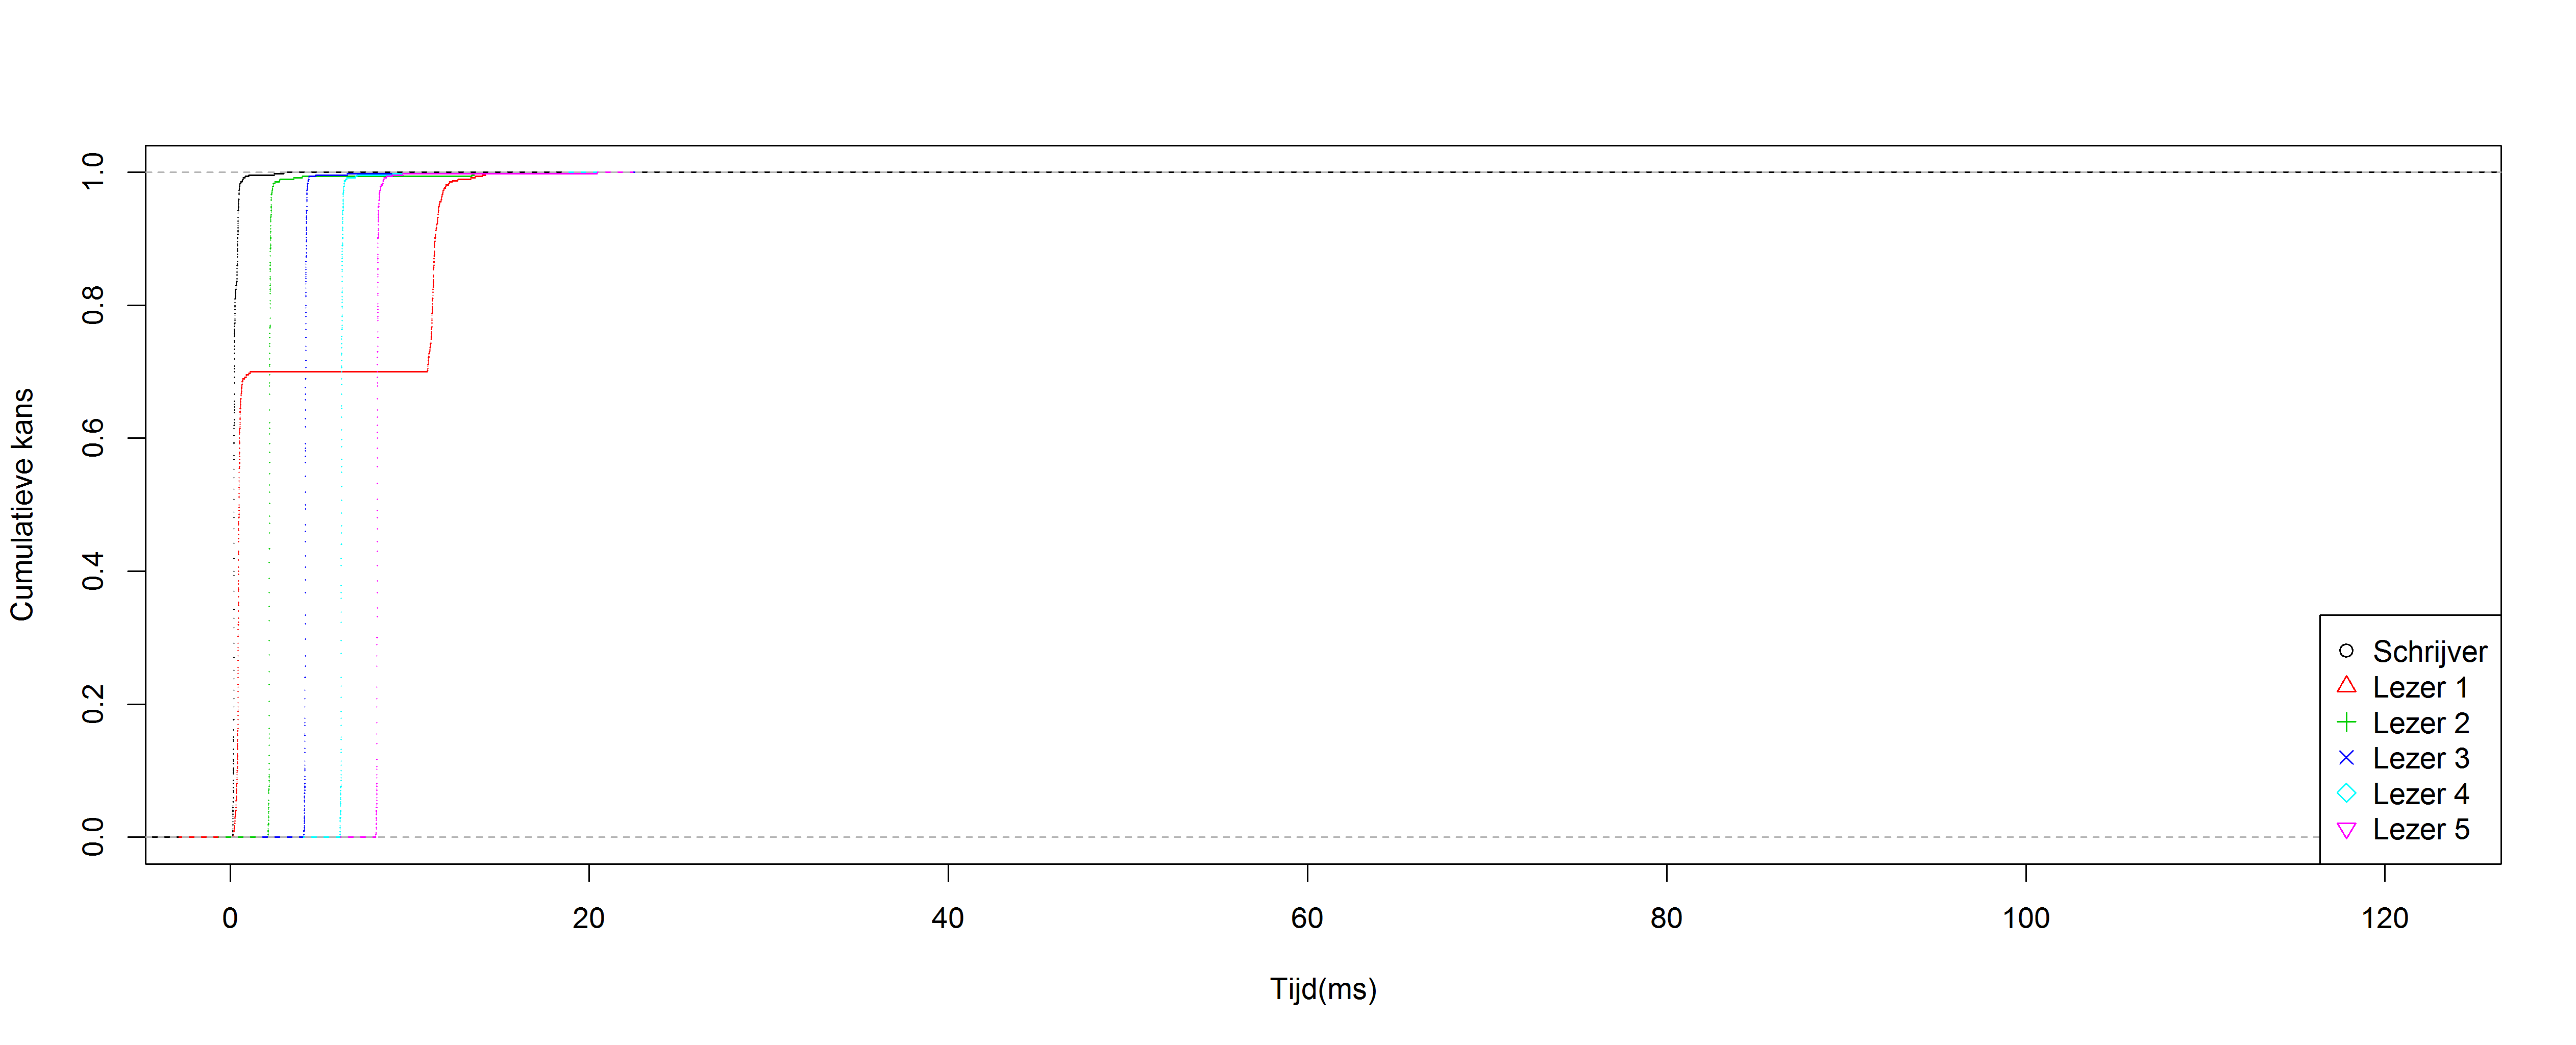 Cumulatieve kans
1.0
0.8
0.6
0.4
0.2
0.0
0 20 40 60 80 100 120
Tijd(ms)
Schrijver
Lezer 1
Lezer 2
Lezer 3
Lezer 4
Lezer 5